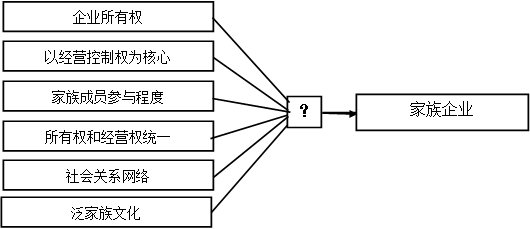 企业所有权
以经营控制权为核心
家族成员参与程度
所有权和经营权统一
社会关系网络
泛家族文化
?
家族企业